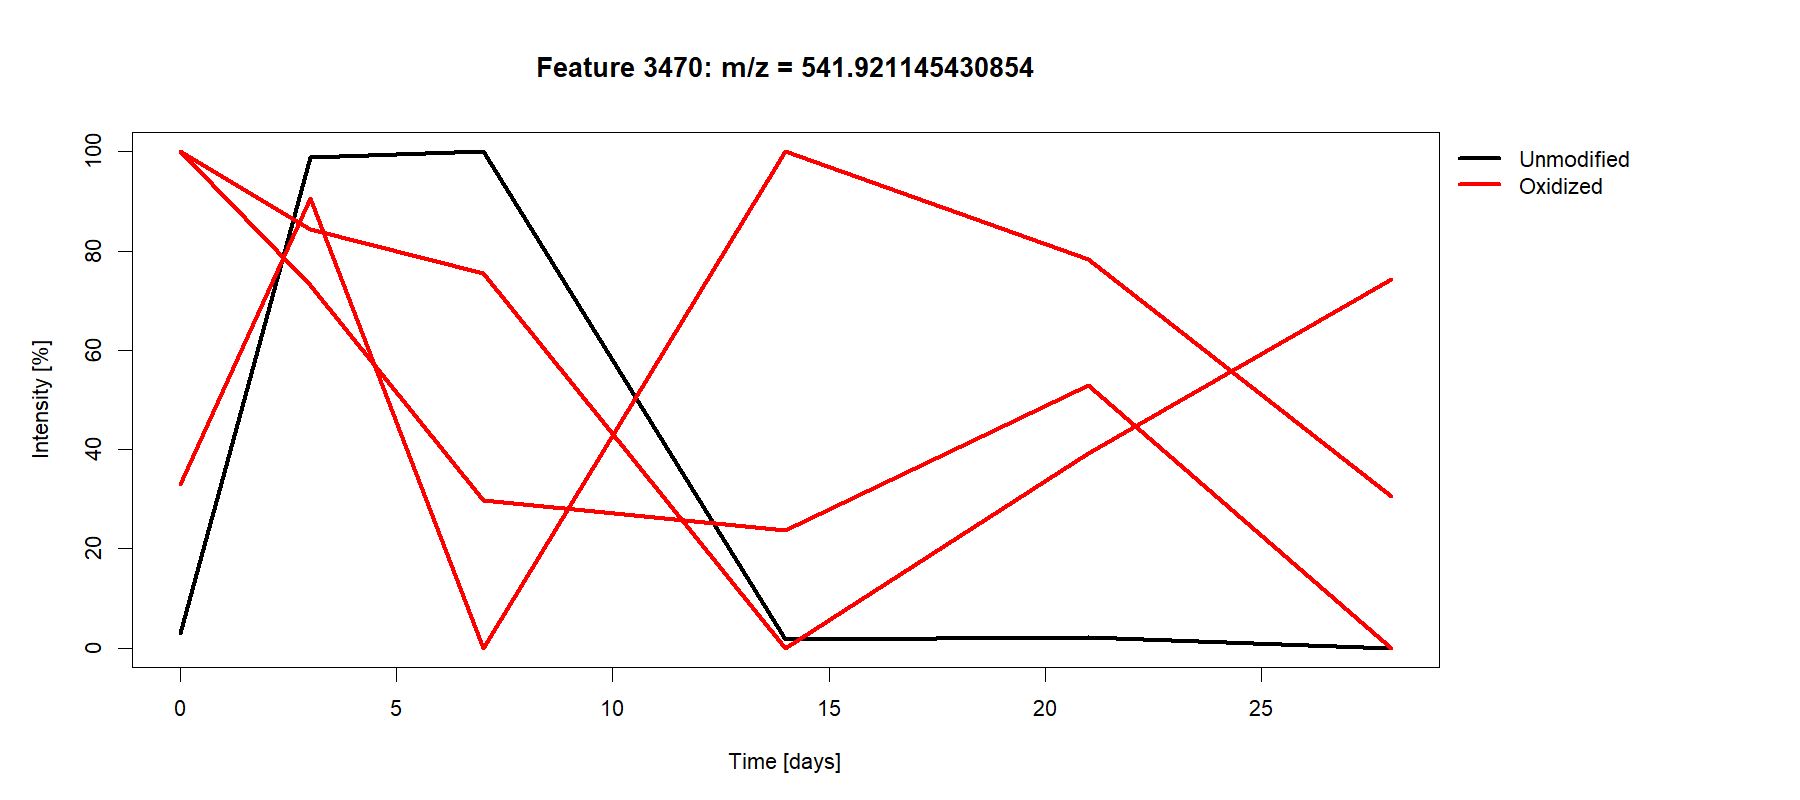 Feature 3470: m/z = 541.921145430854
Unmodified
Oxidized
Intensity [%]
100
80
60
40
20
0
0 5 10 15 20 25
Time [days]